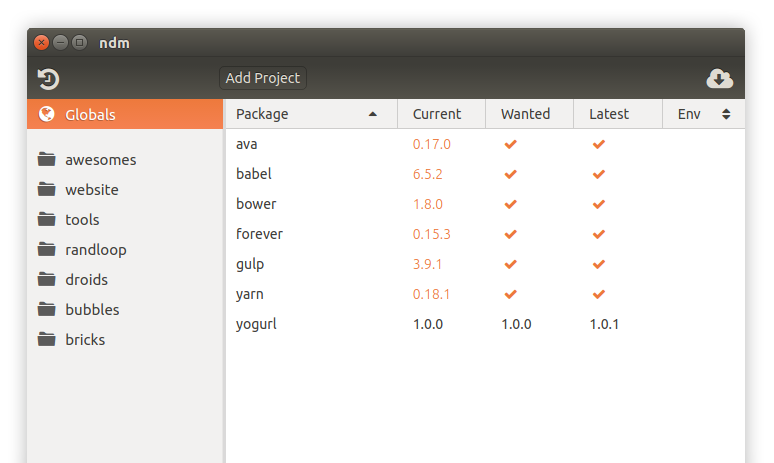 ndm
Add Project
Globals
awesomes
website
tools
randloop
droids
bubbles
bricks
Package Current Wanted Latest Env
ava 0.17.0
babel 6.5.2
bower 1.8.0
forever 0.15.3
gulp 3.9.1
yarn 0.18.1
yogurl 1.0.0 1.0.0 1.0.1